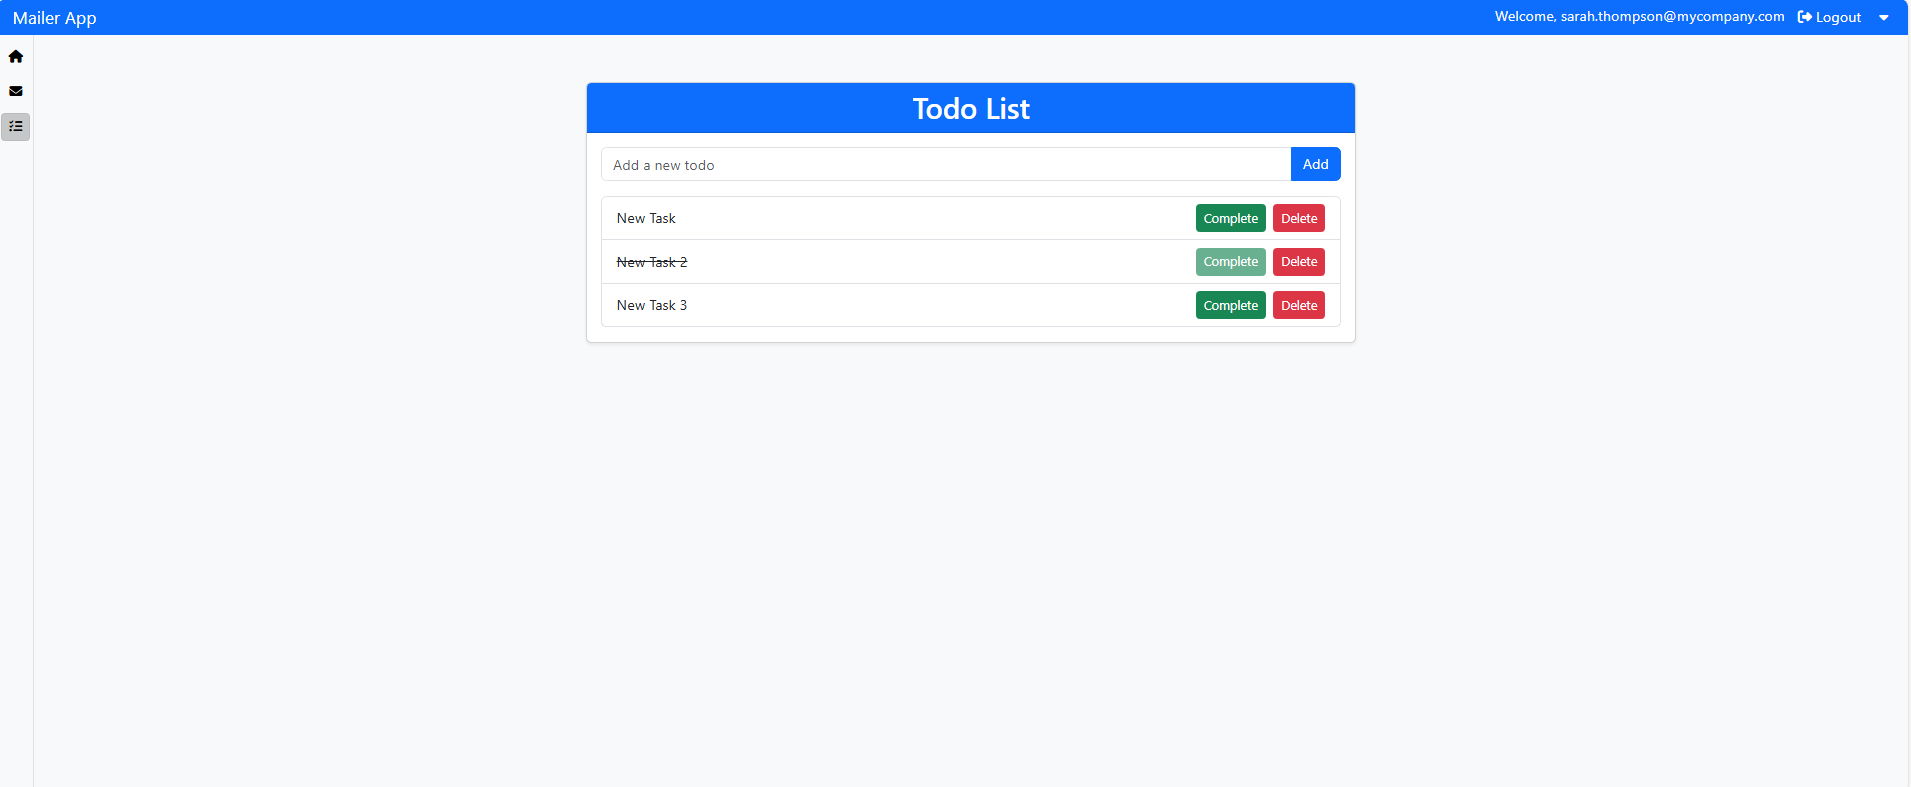 Mailer App
Welcome, sarah.thompson@mycompany.com Logout
Todo List
Add a new todo Add
New Task Complete Delete
New Task 2 Complete Delete
New Task 3 Complete Delete